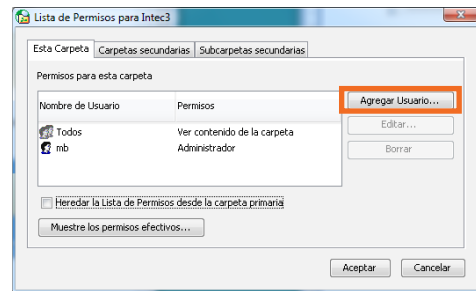 Lista de Permisos para Intec3
Esta Carpeta Carpetas secundarias Subcarpetas secundarias
Permisos para esta carpeta
Nombre de Usuario Permisos
Todos Ver contenido de la carpeta
mb Administrador
Agregar Usuario...
Editar...
Borrar
Heredar la Lista de Permisos desde la carpeta primaria
Muestre los permisos efectivos...
Aceptar Cancelar